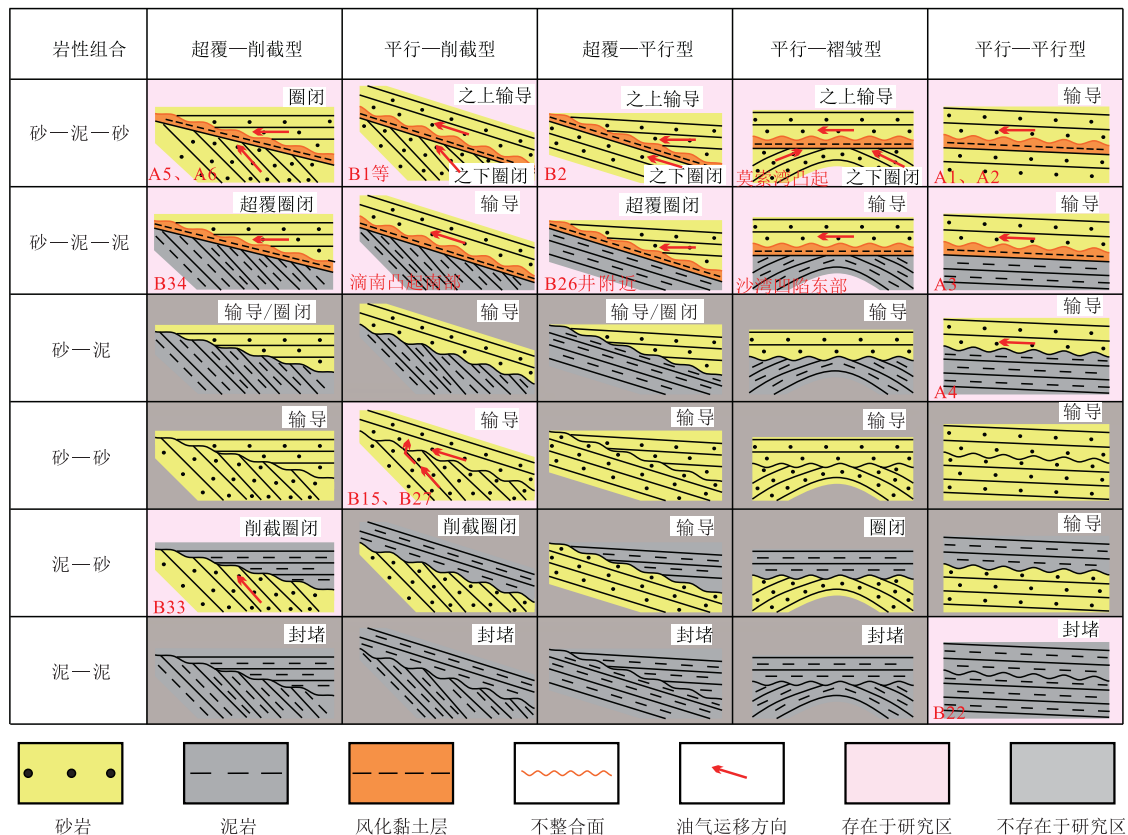 岩性组合 超覆—削截型 平行—削截型 超覆—平行型 平行—褶皱型 平行—平行型
砂—泥—砂 圈闭 之上输导 之上输导 之上输导 输导
A5、A6 B1等 之下圈闭 B2 之下圈闭 莫索湾凸起 之下圈闭 A1、A2
砂—泥—泥 超覆圈闭 输导 超覆圈闭 输导 输导
B34 滴南凸起南部 B26井附近 沙湾凹陷东部 A3
砂—泥 输导/圈闭 输导 输导/圈闭 输导 输导
A4
砂—砂 输导 输导 输导 输导 输导
B15、B27
泥—砂 削截圈闭 削截圈闭 输导 圈闭 输导
B33
泥—泥 封堵 封堵 封堵 封堵 封堵
B22
砂岩 泥岩 风化黏土层 不整合面 油气运移方向 存在于研究区 不存在于研究区